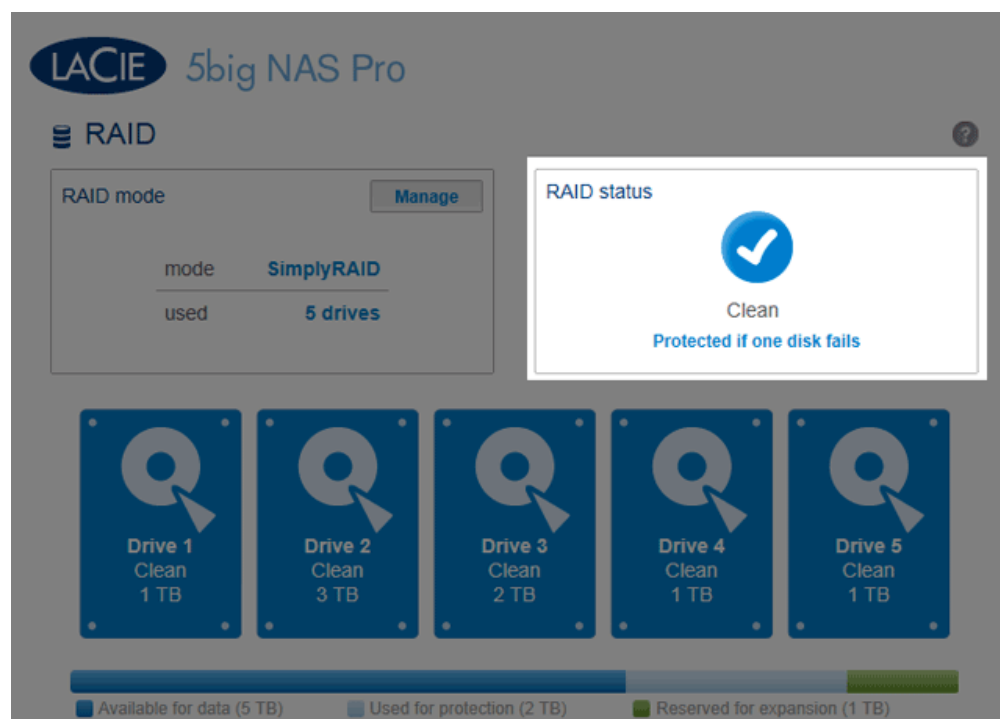 LACIE 5big NAS Pro
RAID
?
RAID mode
Manage
mode SimplyRAID
used 5 drives
RAID status
Clean
Protected if one disk fails
Drive 1
Clean
1 TB
Drive 2
Clean
3 TB
Drive 3
Clean
2 TB
Drive 4
Clean
1 TB
Drive 5
Clean
1 TB
Available for data (5 TB) Used for protection (2 TB) Reserved for expansion (1 TB)